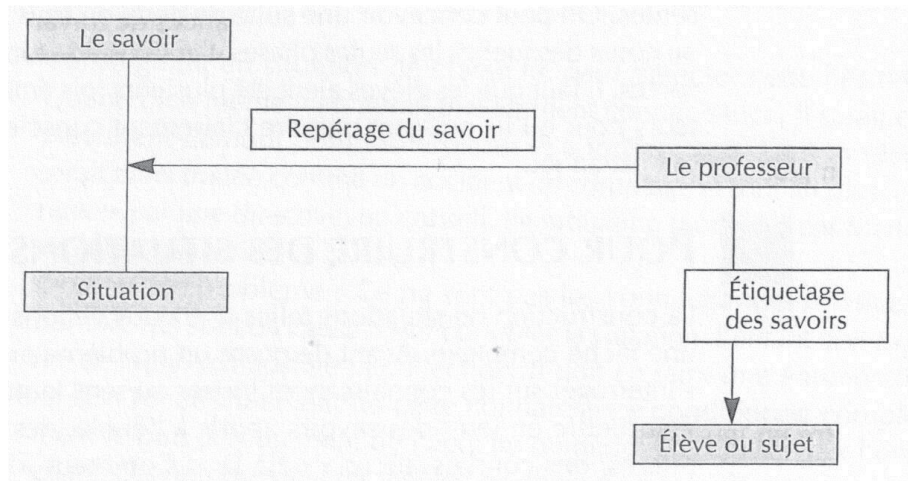 Le savoir
Repérage du savoir
Le professeur
Situation
Étiquetage
des savoirs
Élève ou sujet